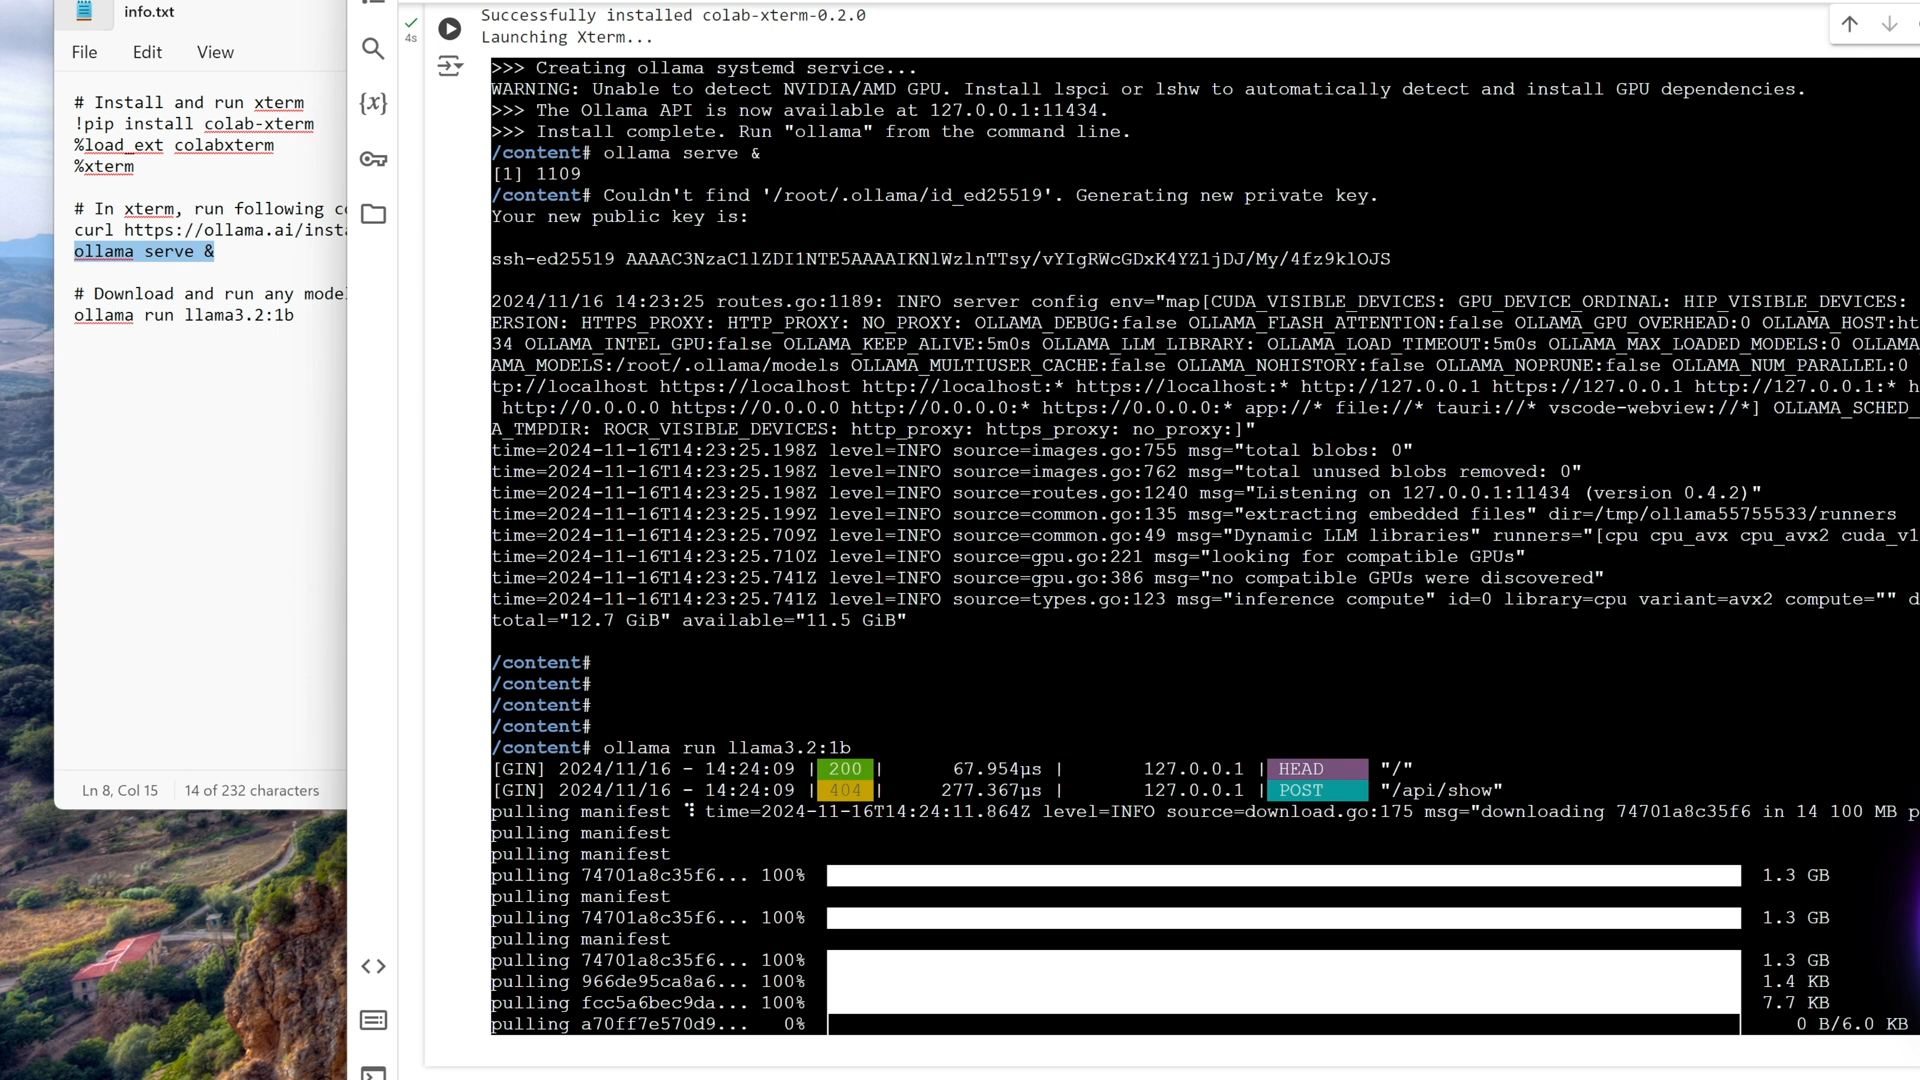 info.txt
File Edit View
# Install and run xterm
!pip install colab-xterm
%load_ext colabxterm
%xterm
# In xterm, run following
curl https://ollama.ai/inst
ollama serve &
# Download and run any mode
ollama run llama3.2:1b
Ln 8, Col 15 14 of 232 characters
4s
{x}
Successfully installed colab-xterm-0.2.0
Launching Xterm...
>>> Creating ollama systemd service...
WARNING: Unable to detect NVIDIA/AMD GPU. Install lspci or lshw to automatically detect and install GPU dependencies.
>>> The Ollama API is now available at 127.0.0.1:11434.
>>> Install complete. Run "ollama" from the command line.
/content# ollama serve &
[1] 1109
/content# Couldn't find '/root/.ollama/id_ed25519'. Generating new private key.
Your new public key is:
ssh-ed25519 AAAAC3NzaC1lZDI1NTE5AAAAIKNlWzlnTTsy/vYIgRWcGDxK4YZ1jDJ/My/4fz9klOJS
2024/11/16 14:23:25 routes.go:1189: INFO server config env="map[CUDA_VISIBLE_DEVICES: GPU_DEVICE_ORDINAL: HIP_VISIBLE_DEVICES:
ERSION: HTTPS_PROXY: HTTP_PROXY: NO_PROXY: OLLAMA_DEBUG:false OLLAMA_FLASH_ATTENTION:false OLLAMA_GPU_OVERHEAD:0 OLLAMA_HOST:ht
34 OLLAMA_INTEL_GPU:false OLLAMA_KEEP_ALIVE:5m0s OLLAMA_LLM_LIBRARY: OLLAMA_LOAD_TIMEOUT:5m0s OLLAMA_MAX_LOADED_MODELS:0 OLLAMA
AMA_MODELS:/root/.ollama/models OLLAMA_MULTIUSER_CACHE:false OLLAMA_NOHISTORY:false OLLAMA_NOPRUNE:false OLLAMA_NUM_PARALLEL:0
tp://localhost https://localhost http://localhost:* https://localhost:* http://127.0.0.1 https://127.0.0.1 http://127.0.0.1:* h
http://0.0.0.0 https://0.0.0.0 http://0.0.0.0:* https://0.0.0.0:* app://* file://* tauri://* vscode-webview://*] OLLAMA_SCHED_
A_TMPDIR: ROCR_VISIBLE_DEVICES: http_proxy: https_proxy: no_proxy:]"
time=2024-11-16T14:23:25.198Z level=INFO source=images.go:755 msg="total blobs: 0"
time=2024-11-16T14:23:25.198Z level=INFO source=images.go:762 msg="total unused blobs removed: 0"
time=2024-11-16T14:23:25.198Z level=INFO source=routes.go:1240 msg="Listening on 127.0.0.1:11434 (version 0.4.2)"
time=2024-11-16T14:23:25.199Z level=INFO source=common.go:135 msg="extracting embedded files" dir=/tmp/ollama55755533/runners
time=2024-11-16T14:23:25.709Z level=INFO source=common.go:49 msg="Dynamic LLM libraries" runners="[cpu cpu_avx cpu_avx2 cuda_v1
time=2024-11-16T14:23:25.710Z level=INFO source=gpu.go:221 msg="looking for compatible GPUs"
time=2024-11-16T14:23:25.741Z level=INFO source=gpu.go:386 msg="no compatible GPUs were discovered"
time=2024-11-16T14:23:25.741Z level=INFO source=types.go:123 msg="inference compute" id=0 library=cpu variant=avx2 compute="" d
total="12.7 GiB" available="11.5 GiB"
/content#
/content#
/content#
/content#
/content# ollama run llama3.2:1b
[GIN] 2024/11/16 - 14:24:09 | 200 | 67.954µs | 127.0.0.1 | HEAD "/"
[GIN] 2024/11/16 - 14:24:09 | 404 | 277.367µs | 127.0.0.1 | POST "/api/show"
pulling manifest ⠹ time=2024-11-16T14:24:11.864Z level=INFO source=download.go:175 msg="downloading 74701a8c35f6 in 14 100 MB p
pulling manifest
pulling manifest
pulling 74701a8c35f6... 100% 1.3 GB
pulling manifest
pulling 74701a8c35f6... 100% 1.3 GB
pulling manifest
pulling 74701a8c35f6... 100% 1.3 GB
pulling 966de95ca8a6... 100% 1.4 KB
pulling fcc5a6bec9da... 100% 7.7 KB
pulling a70ff7e570d9... 0% 0 B/6.0 KB